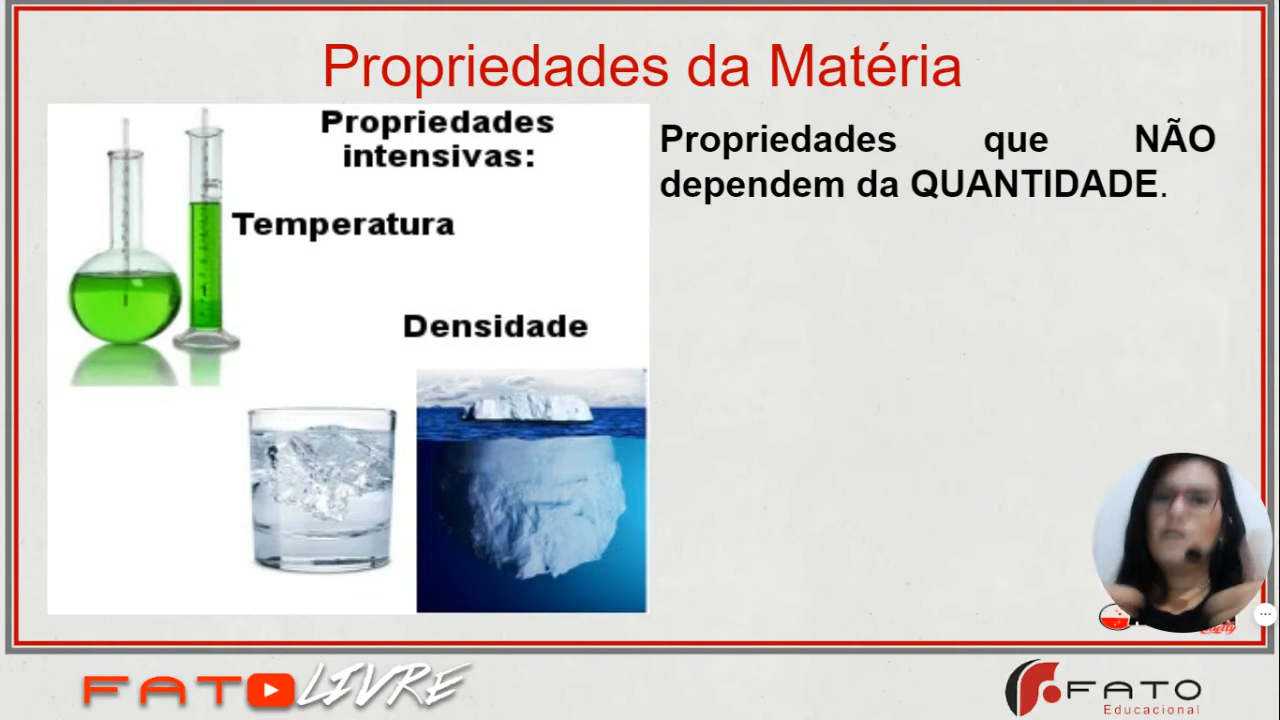 Propriedades da Matéria
Propriedades
intensivas:
Temperatura
Densidade
Propriedades que NÃO
dependem da QUANTIDADE.
FATO LIVRE
FATO
Educacional